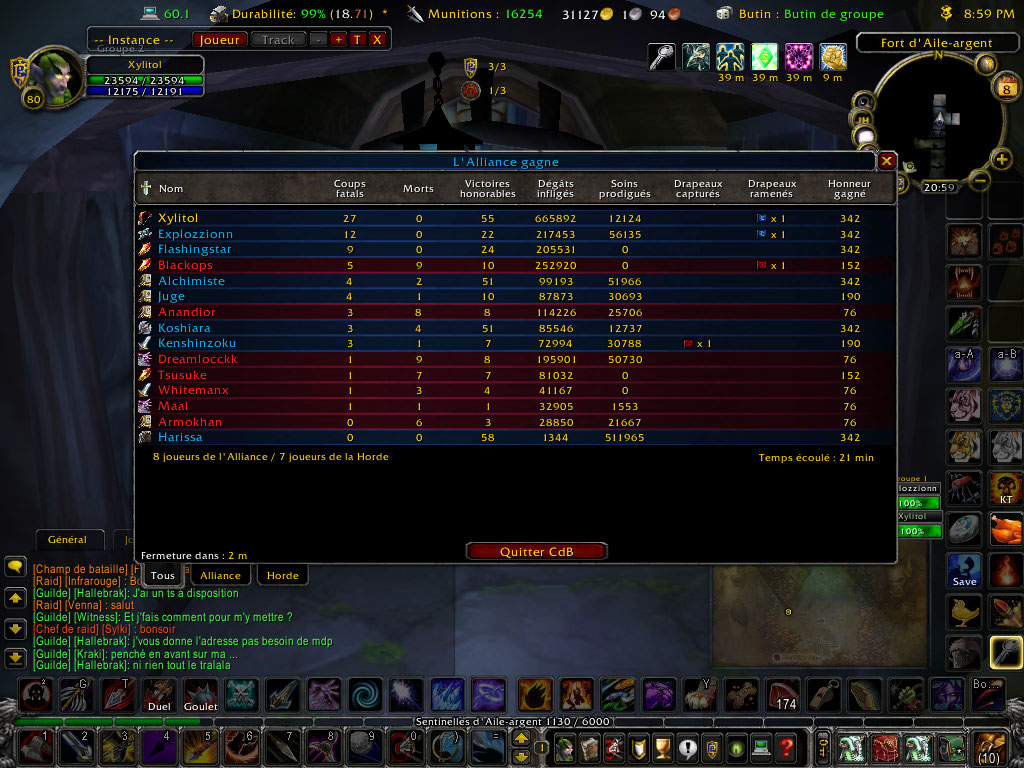 60.1 Durabilité: 99% (18.71) * Munitions : 16254 31127 1 94 Butin : Butin de groupe 8:59 PM
-- Instance -- Joueur Track - + T X
Groupe 2
Fort d'Aile-argent
Xylitol
23594 / 23594
12175 / 12191
80
3/3
1/3
39 m 39 m 39 m 9 m
N
8
JH
20:59
L'Alliance gagne
Nom Coups fatals Morts Victoires honorables Dégâts infligés Soins prodigués Drapeaux capturés Drapeaux ramenés Honneur gagné
Xylitol 27 0 55 665892 12124 x 1 342
Explozzionn 12 0 22 217453 56135 x 1 342
Flashingstar 9 0 24 205531 0 342
Blackops 5 9 10 252920 0 x 1 152
Alchimiste 4 2 51 99193 51966 342
Juge 4 1 10 87873 30693 190
Anandior 3 8 8 114226 25706 76
Koshîara 3 4 51 85546 12737 342
Kenshinzoku 3 1 7 72994 30788 x 1 190
Dreamlocckk 1 9 8 195901 50730 76
Tsusuke 1 7 7 81032 0 152
Whitemanx 1 3 4 41167 0 76
Maal 1 1 1 32905 1553 76
Armokhan 0 6 3 28850 21667 76
Harissa 0 0 58 1344 511965 342
8 joueurs de l'Alliance / 7 joueurs de la Horde
Temps écoulé : 21 min
Fermeture dans : 2 m
Quitter CdB
Tous Alliance Horde
a-A a-B
KT
Save
groupe 1
lozzionn
100%
Xylitol
100%
Général
[Champ de bataille]
[Raid] [Infrarouge] :
[Guilde] [Hallebrak]: J'ai un ts à disposition
[Raid] [Venna] : salut
[Guilde] [Witness]: Et j'fais comment pour m'y mettre ?
[Chef de raid] [Sylki] : bonsoir
[Guilde] [Hallebrak]: j'vous donne l'adresse pas besoin de mdp
[Guilde] [Kraki]: penché en avant sur ma ...
[Guilde] [Hallebrak]: ni rien tout le tralala
2 G T Duel Goulet Y 174 Bo...
Sentinelles d'Aile-argent 1130 / 6000
1 2 3 4 5 6 7 8 9 0 ) = 1 (10)